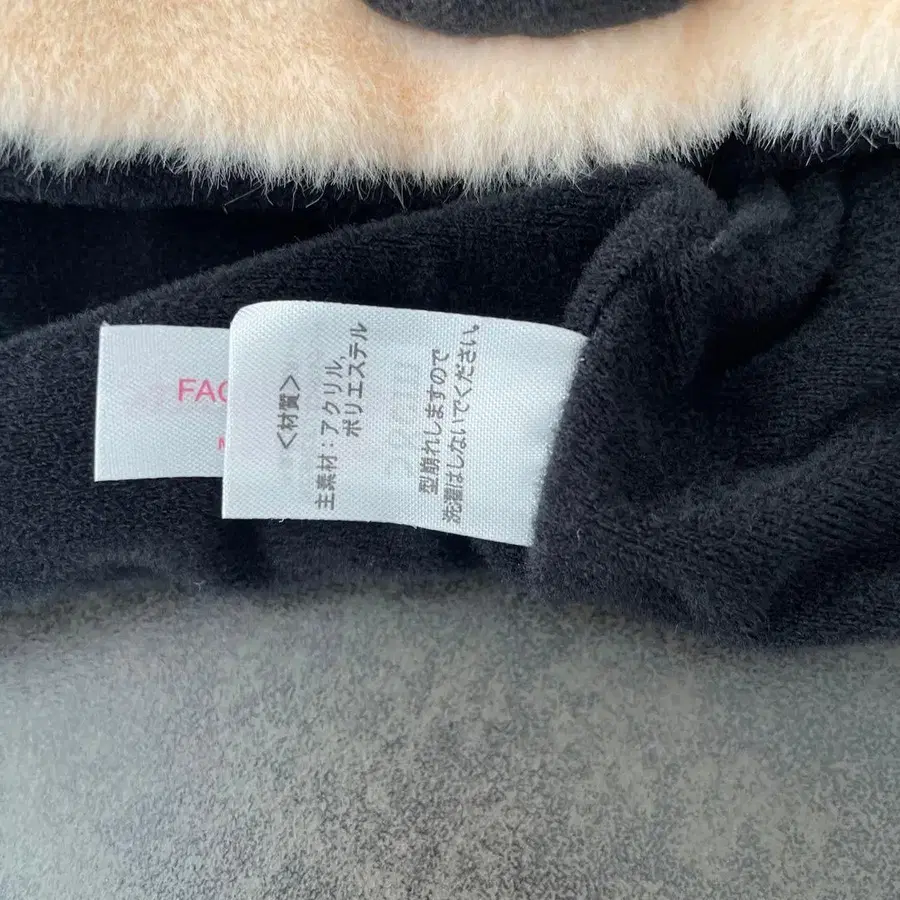 FAC
<材質>
主素材：アクリル,
ポリエステル
型崩れしますので
洗濯はしないでください。